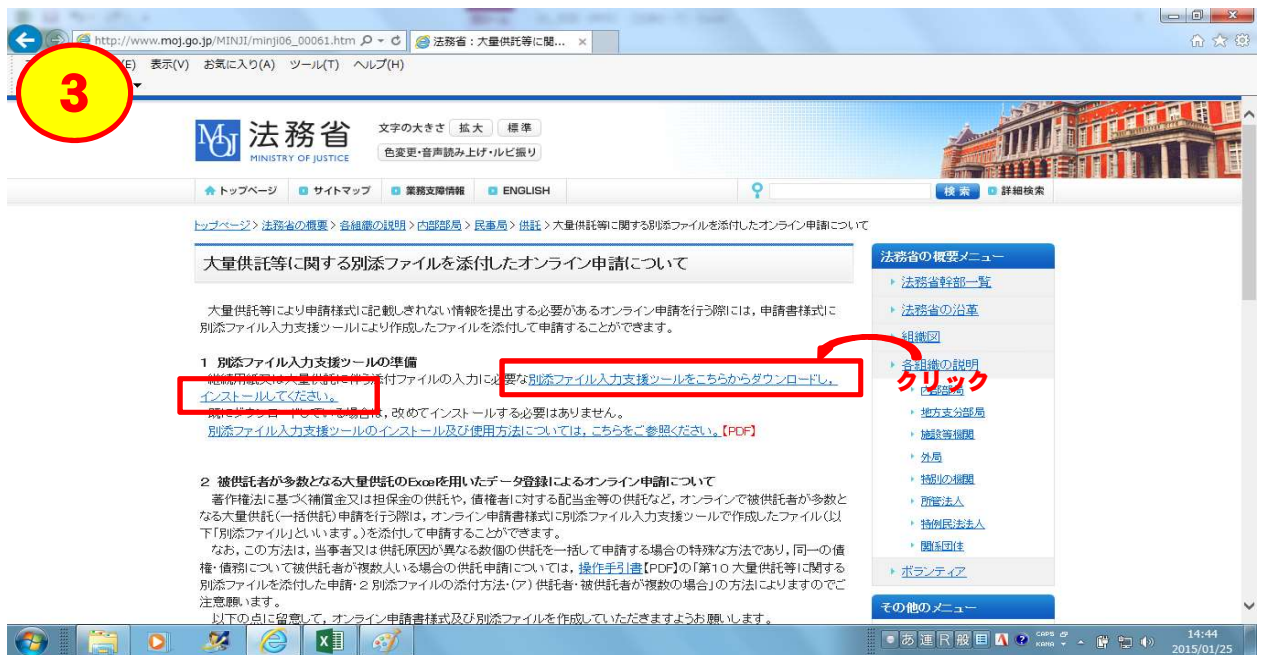 http://www.moj.go.jp/MINJI/minji06_00061.htm
法務省：大量供託等に関...
(E) 表示(V) お気に入り(A) ツール(T) ヘルプ(H)
3
MOJ 法務省
MINISTRY OF JUSTICE
文字の大きさ 拡大 標準
色変更・音声読み上げ・ルビ振り
トップページ サイトマップ 業務支障情報 ENGLISH 検索 詳細検索
トップページ > 法務省の概要 > 各組織の説明 > 内部部局 > 民事局 > 供託 > 大量供託等に関する別添ファイルを添付したオンライン申請について
大量供託等に関する別添ファイルを添付したオンライン申請について
大量供託等により申請様式に記載しきれない情報を提出する必要があるオンライン申請を行う際には，申請書様式に
別添ファイル入力支援ツールにより作成したファイルを添付して申請することができます。
1 別添ファイル入力支援ツールの準備
継続用紙又は大量供託に伴う添付ファイルの入力に必要な別添ファイル入力支援ツールをこちらからダウンロードし，
インストールしてください。
既にダウンロードしている場合は，改めてインストールする必要はありません。
別添ファイル入力支援ツールのインストール及び使用方法については，こちらをご参照ください。【PDF】
2 被供託者が多数となる大量供託のExcelを用いたデータ登録によるオンライン申請について
著作権法に基づく補償金又は担保金の供託や，債権者に対する配当金等の供託など，オンラインで被供託者が多数と
なる大量供託(一括供託)申請を行う際は，オンライン申請書様式に別添ファイル入力支援ツールで作成したファイル(以
下「別添ファイル」といいます。)を添付して申請することができます。
なお，この方法は，当事者又は供託原因が異なる数個の供託を一括して申請する場合の特殊な方法であり，同一の債
権・債務について被供託者が複数人いる場合の供託申請については，操作手引書【PDF】の「第10 大量供託等に関する
別添ファイルを添付した申請・2 別添ファイルの添付方法・(ア) 供託者・被供託者が複数の場合」の方法によりますのでご
注意願います。
以下の点に留意して，オンライン申請書様式及び別添ファイルを作成していただきますようお願いします。
法務省の概要メニュー
法務省幹部一覧
法務省の沿革
組織図
各組織の説明
クリック
内部部局
地方支分部局
施設等機関
外局
特別の機関
所管法人
特例民法法人
関係団体
ボランティア
その他のメニュー
あ 連 R 般 CAPS KANA
14:44
2015/01/25